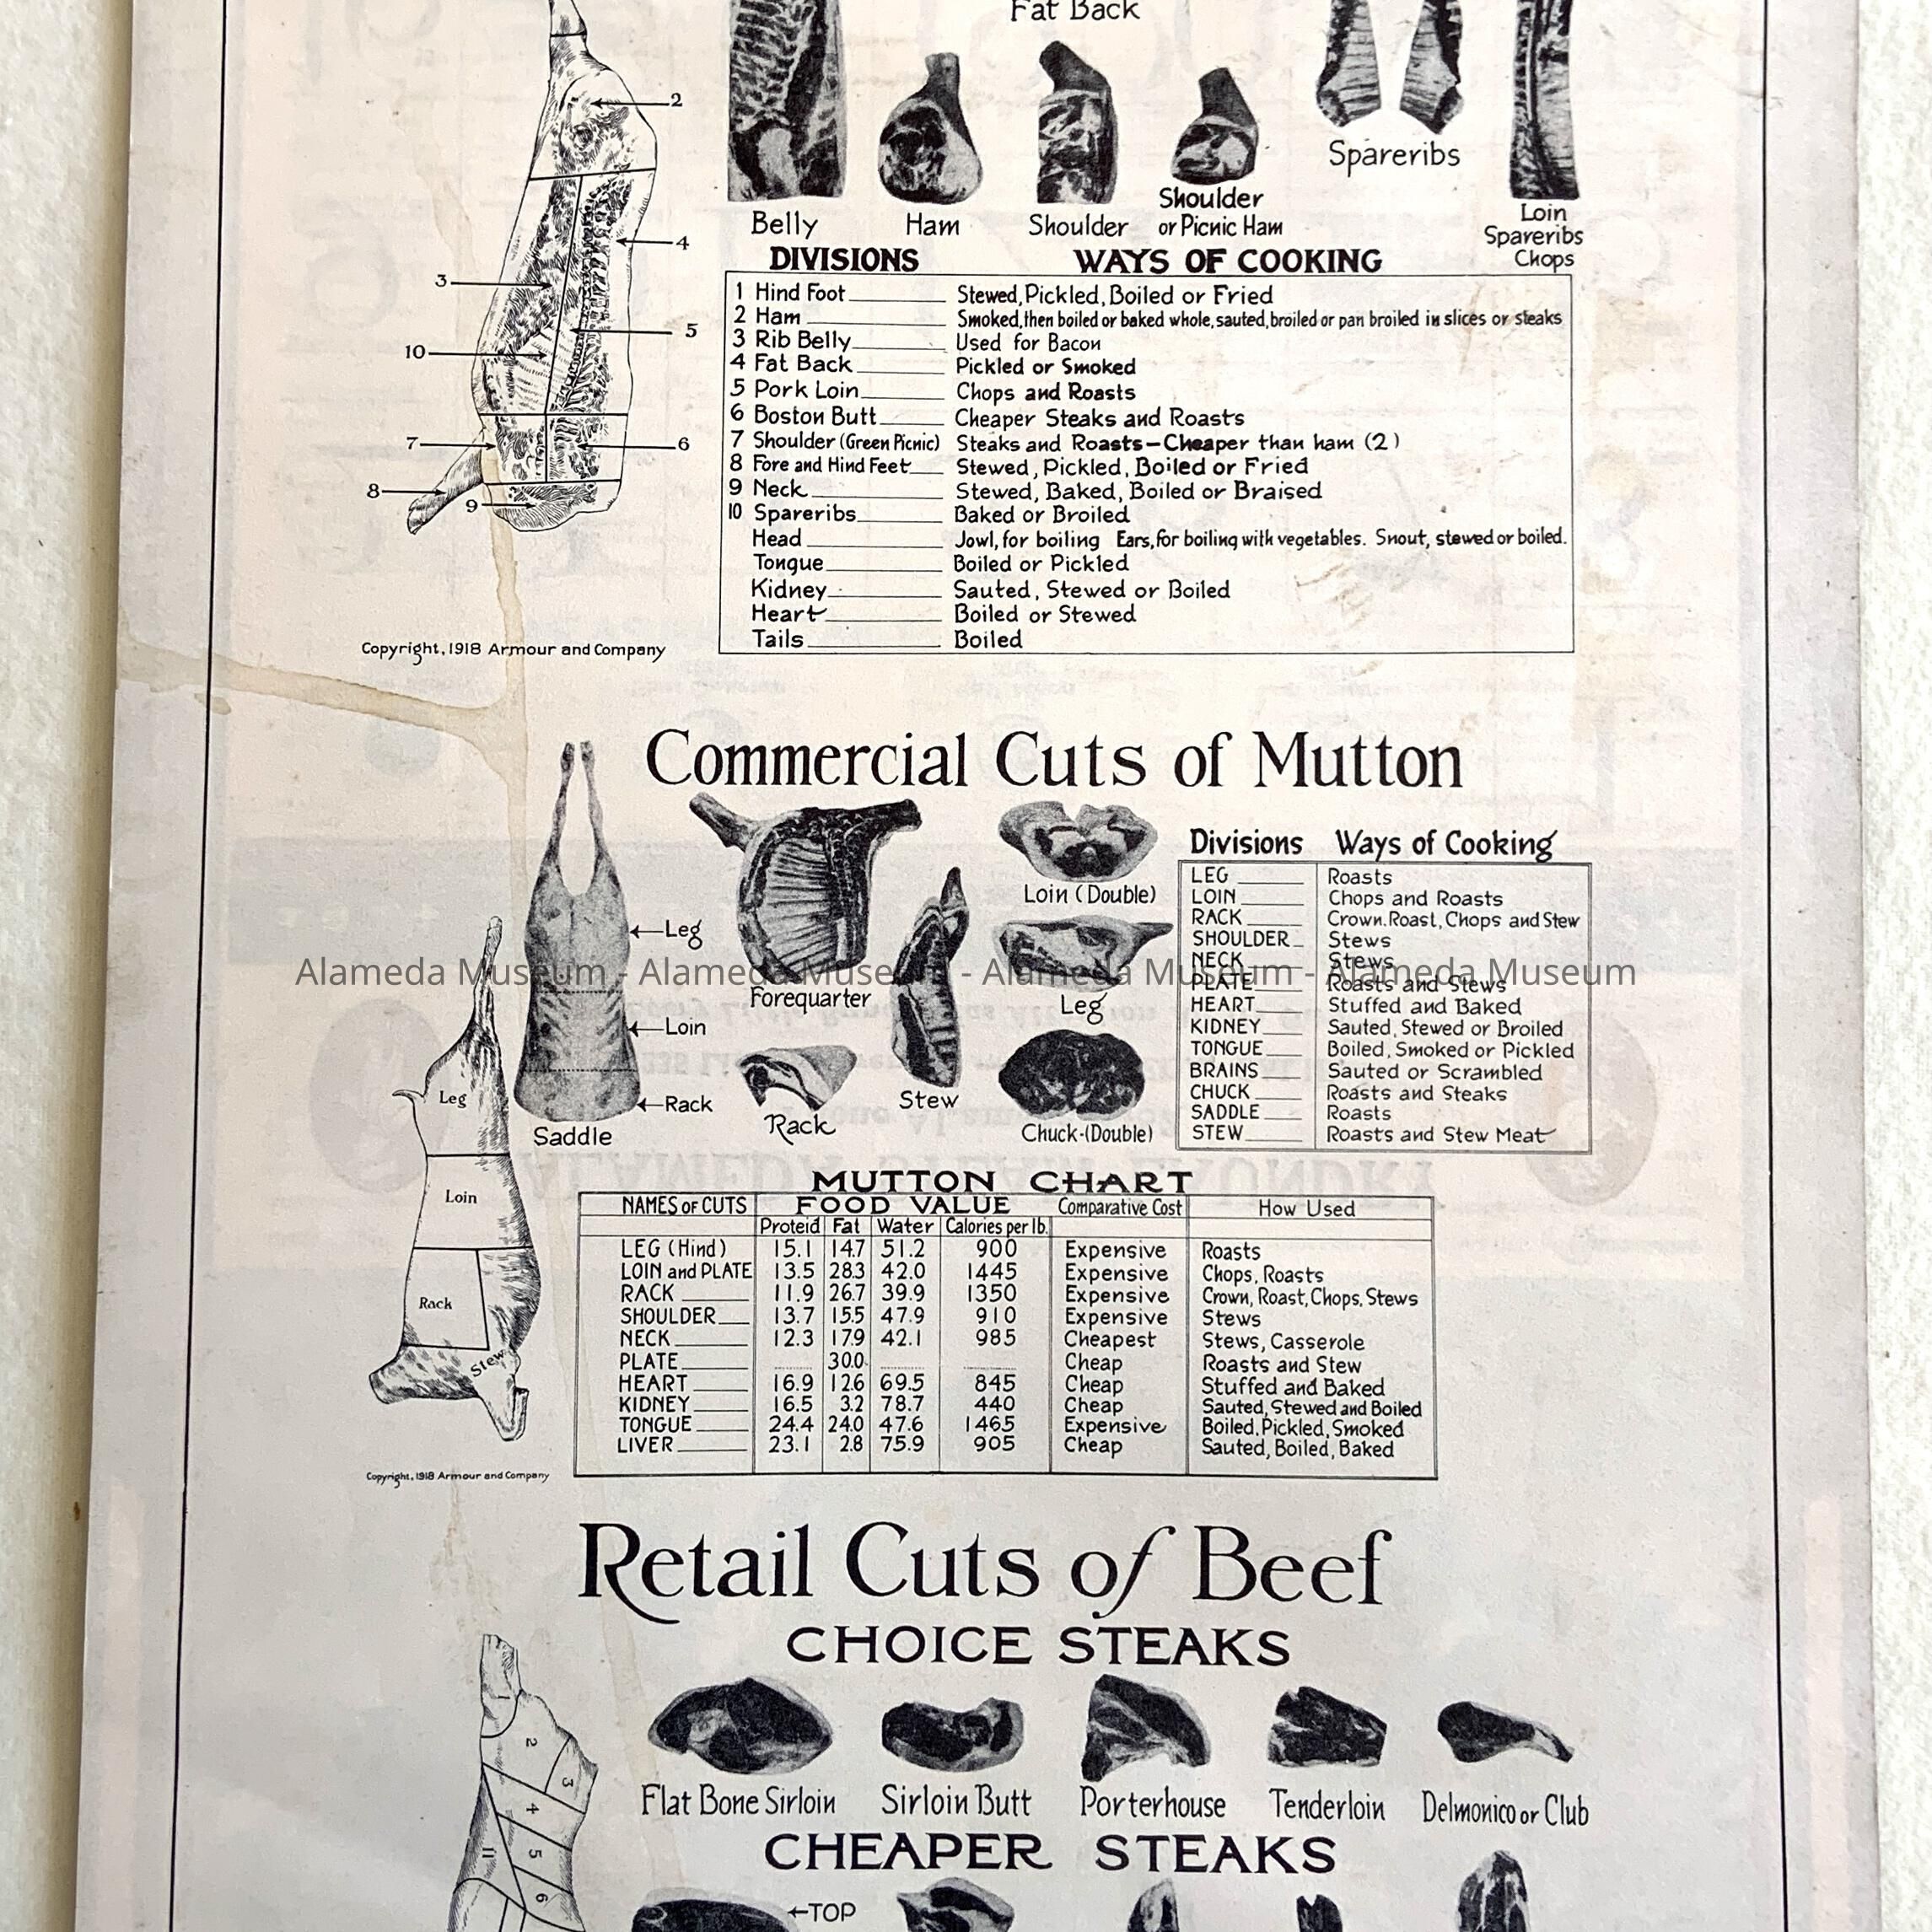 Fat Back
2
4
3
5
10
7
6
8
9
Belly
Ham
Shoulder
Shoulder
or Picnic Ham
Spareribs
Loin
Spareribs
Chops
DIVISIONS WAYS OF COOKING
1 Hind Foot Stewed, Pickled, Boiled or Fried
2 Ham Smoked, then boiled or baked whole, sauted, broiled or pan broiled in slices or steaks
3 Rib Belly Used for Bacon
4 Fat Back Pickled or Smoked
5 Pork Loin Chops and Roasts
6 Boston Butt Cheaper Steaks and Roasts
7 Shoulder (Green Picnic) Steaks and Roasts—Cheaper than ham (2)
8 Fore and Hind Feet Stewed, Pickled, Boiled or Fried
9 Neck Stewed, Baked, Boiled or Braised
10 Spareribs Baked or Broiled
Head Jowl, for boiling Ears, for boiling with vegetables. Snout, stewed or boiled.
Tongue Boiled or Pickled
Kidney Sauted, Stewed or Boiled
Heart Boiled or Stewed
Tails Boiled
Copyright, 1918 Armour and Company
Commercial Cuts of Mutton
Leg
Loin
Rack
Saddle
Forequarter
Rack
Stew
Loin (Double)
Leg
Chuck-(Double)
Divisions Ways of Cooking
LEG Roasts
LOIN Chops and Roasts
RACK Crown.Roast, Chops and Stew
SHOULDER Stews
NECK Stews
PLATE Roasts and Stews
HEART Stuffed and Baked
KIDNEY Sauted, Stewed or Broiled
TONGUE Boiled, Smoked or Pickled
BRAINS Sauted or Scrambled
CHUCK Roasts and Steaks
SADDLE Roasts
STEW Roasts and Stew Meat
Alameda Museum - Alameda Museum - Alameda Museum - Alameda Museum
Leg
Loin
Rack
Stew
MUTTON CHART
NAMES OF CUTS FOOD VALUE Comparative Cost How Used
Proteid Fat Water Calories per lb.
LEG (Hind) 15.1 14.7 51.2 900 Expensive Roasts
LOIN and PLATE 13.5 28.3 42.0 1445 Expensive Chops, Roasts
RACK 11.9 26.7 39.9 1350 Expensive Crown, Roast, Chops, Stews
SHOULDER 13.7 15.5 47.9 910 Expensive Stews
NECK 12.3 17.9 42.1 985 Cheapest Stews, Casserole
PLATE 30.0 Cheap Roasts and Stew
HEART 16.9 12.6 69.5 845 Cheap Stuffed and Baked
KIDNEY 16.5 3.2 78.7 440 Cheap Sauted, Stewed and Boiled
TONGUE 24.4 24.0 47.6 1465 Expensive Boiled, Pickled, Smoked
LIVER 23.1 2.8 75.9 905 Cheap Sauted, Boiled, Baked
Copyright, 1918 Armour and Company
Retail Cuts of Beef
CHOICE STEAKS
1
2
3
4
5
6
11
Flat Bone Sirloin
Sirloin Butt
Porterhouse
Tenderloin
Delmonico or Club
CHEAPER STEAKS
TOP